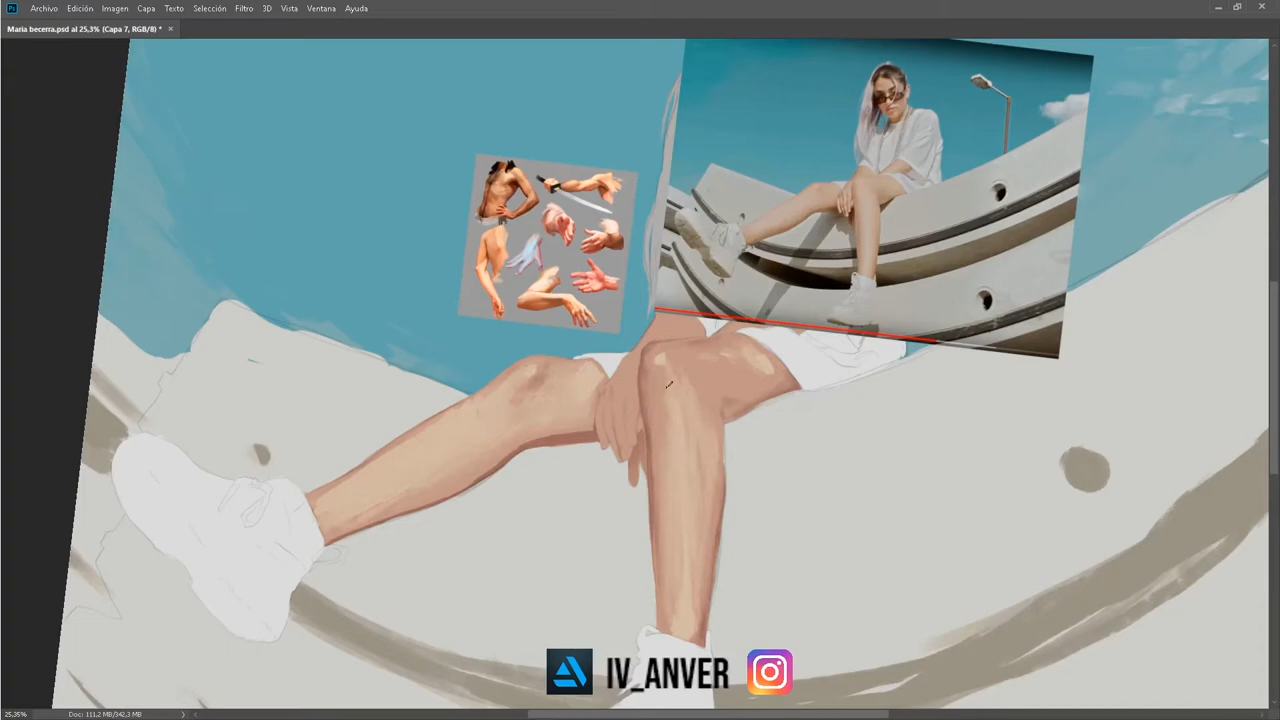 Ps Archivo Edición Imagen Capa Texto Selección Filtro 3D Vista Ventana Ayuda
Maria becerra.psd al 25,3% (Capa 7, RGB/8) *
IV_ANVER
25,35% Doc: 111,2 MB/342,3 MB